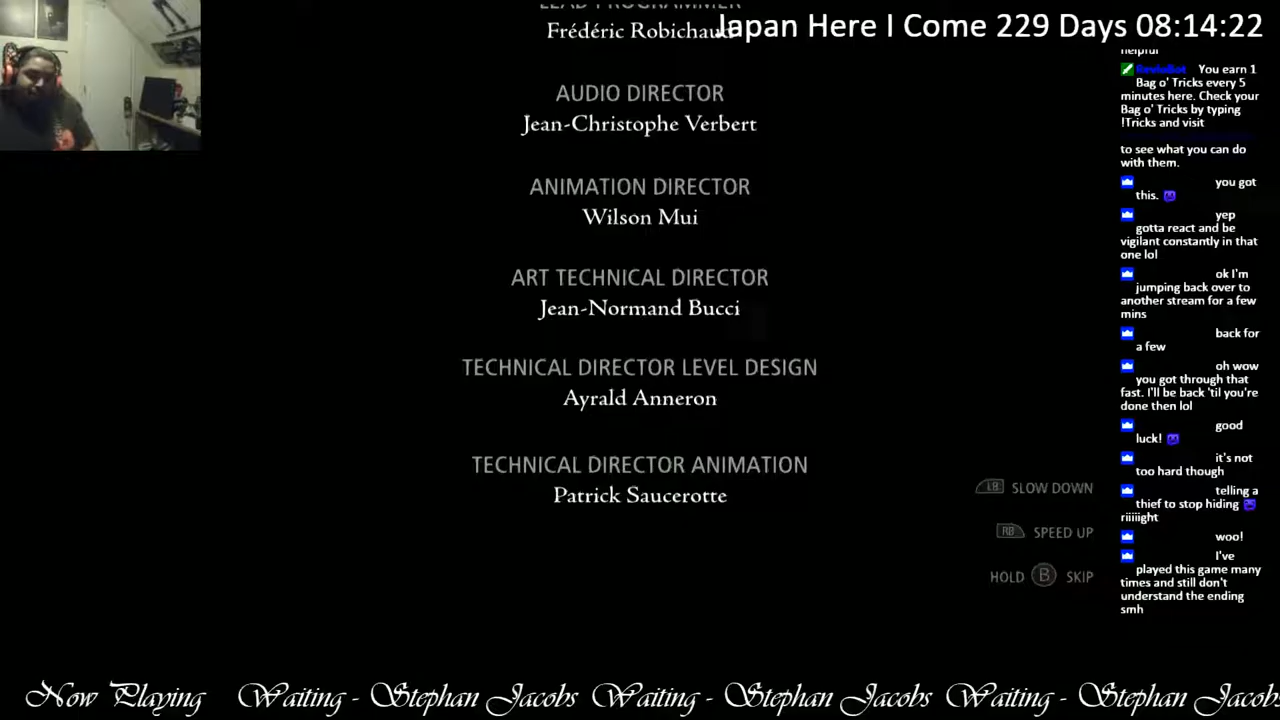 LEAD PROGRAMMER
Frédéric Robichaud
Japan Here I Come 229 Days 08:14:22
AUDIO DIRECTOR
Jean-Christophe Verbert
ANIMATION DIRECTOR
Wilson Mui
ART TECHNICAL DIRECTOR
Jean-Normand Bucci
TECHNICAL DIRECTOR LEVEL DESIGN
Ayrald Anneron
TECHNICAL DIRECTOR ANIMATION
Patrick Saucerotte
LB SLOW DOWN
RB SPEED UP
HOLD B SKIP
helpful
You earn 1
Bag o' Tricks every 5
minutes here. Check your
Bag o' Tricks by typing
!Tricks and visit
to see what you can do
with them.
you got
this.
yep
gotta react and be
vigilant constantly in that
one lol
ok I'm
jumping back over to
another stream for a few
mins
back for
a few
oh wow
you got through that
fast. I'll be back 'til you're
done then lol
good
luck!
it's not
too hard though
telling a
thief to stop hiding
riiiiight
woo!
I've
played this game many
times and still don't
understand the ending
smh
Now Playing Waiting - Stephan Jacobs Waiting - Stephan Jacobs Waiting - Stephan Jacobs